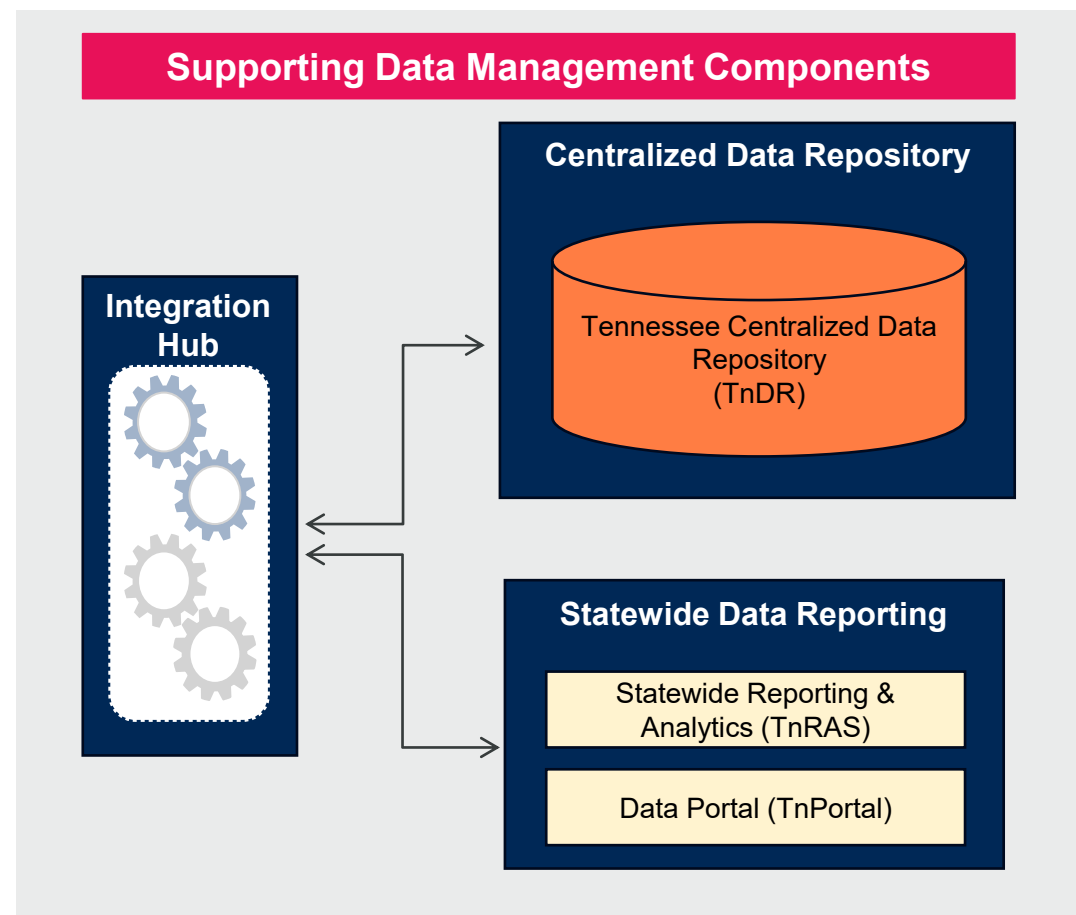 Supporting Data Management Components
Centralized Data Repository
Tennessee Centralized Data
Repository
(TnDR)
Integration
Hub
Statewide Data Reporting
Statewide Reporting &
Analytics (TnRAS)
Data Portal (TnPortal)